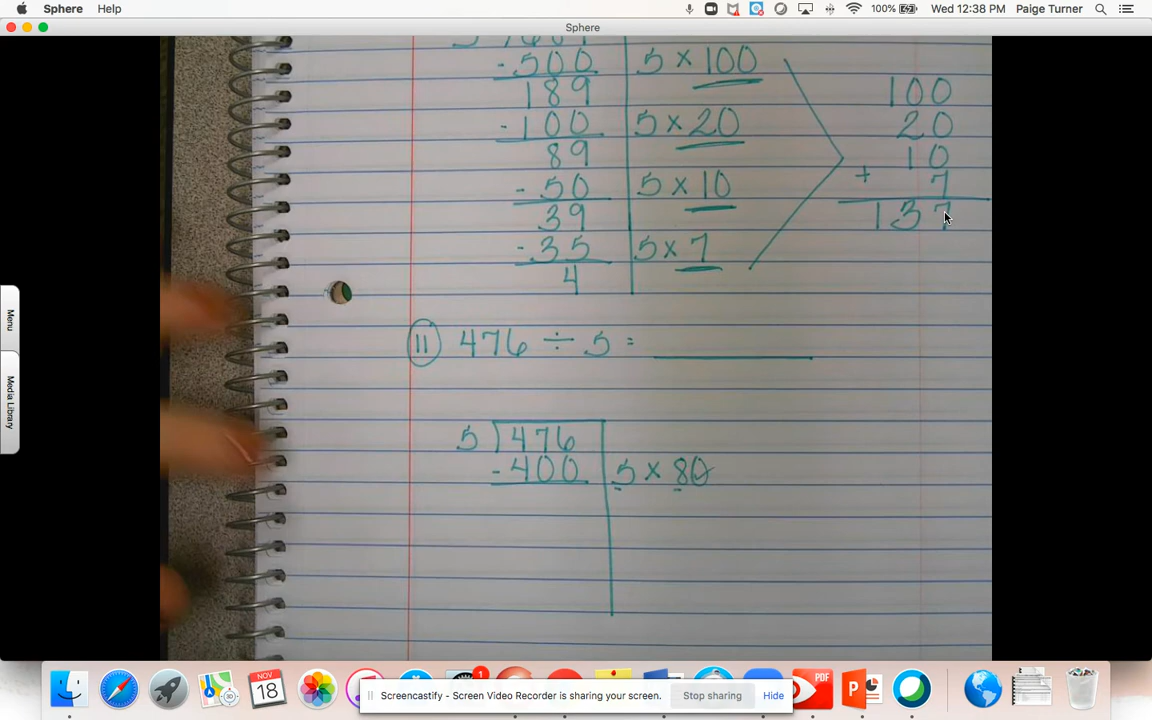 Sphere Help 100% Wed 12:38 PM Paige Turner
Sphere
- 500 5 × 100
189 100
- 100 5 × 20 20
89 10
- 50 5 × 10 + 7
39 137
- 35 5 × 7
4
Menu
11 476 ÷ 5 =
Media Library
5 476
- 400 5 × 80
NOV
18
1
PDF
Screencastify - Screen Video Recorder is sharing your screen. Stop sharing Hide